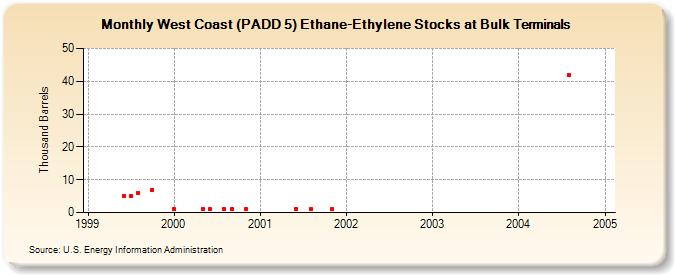 Monthly West Coast (PADD 5) Ethane-Ethylene Stocks at Bulk Terminals
Thousand Barrels
50
40
30
20
10
0
1999 2000 2001 2002 2003 2004 2005
Source: U.S. Energy Information Administration